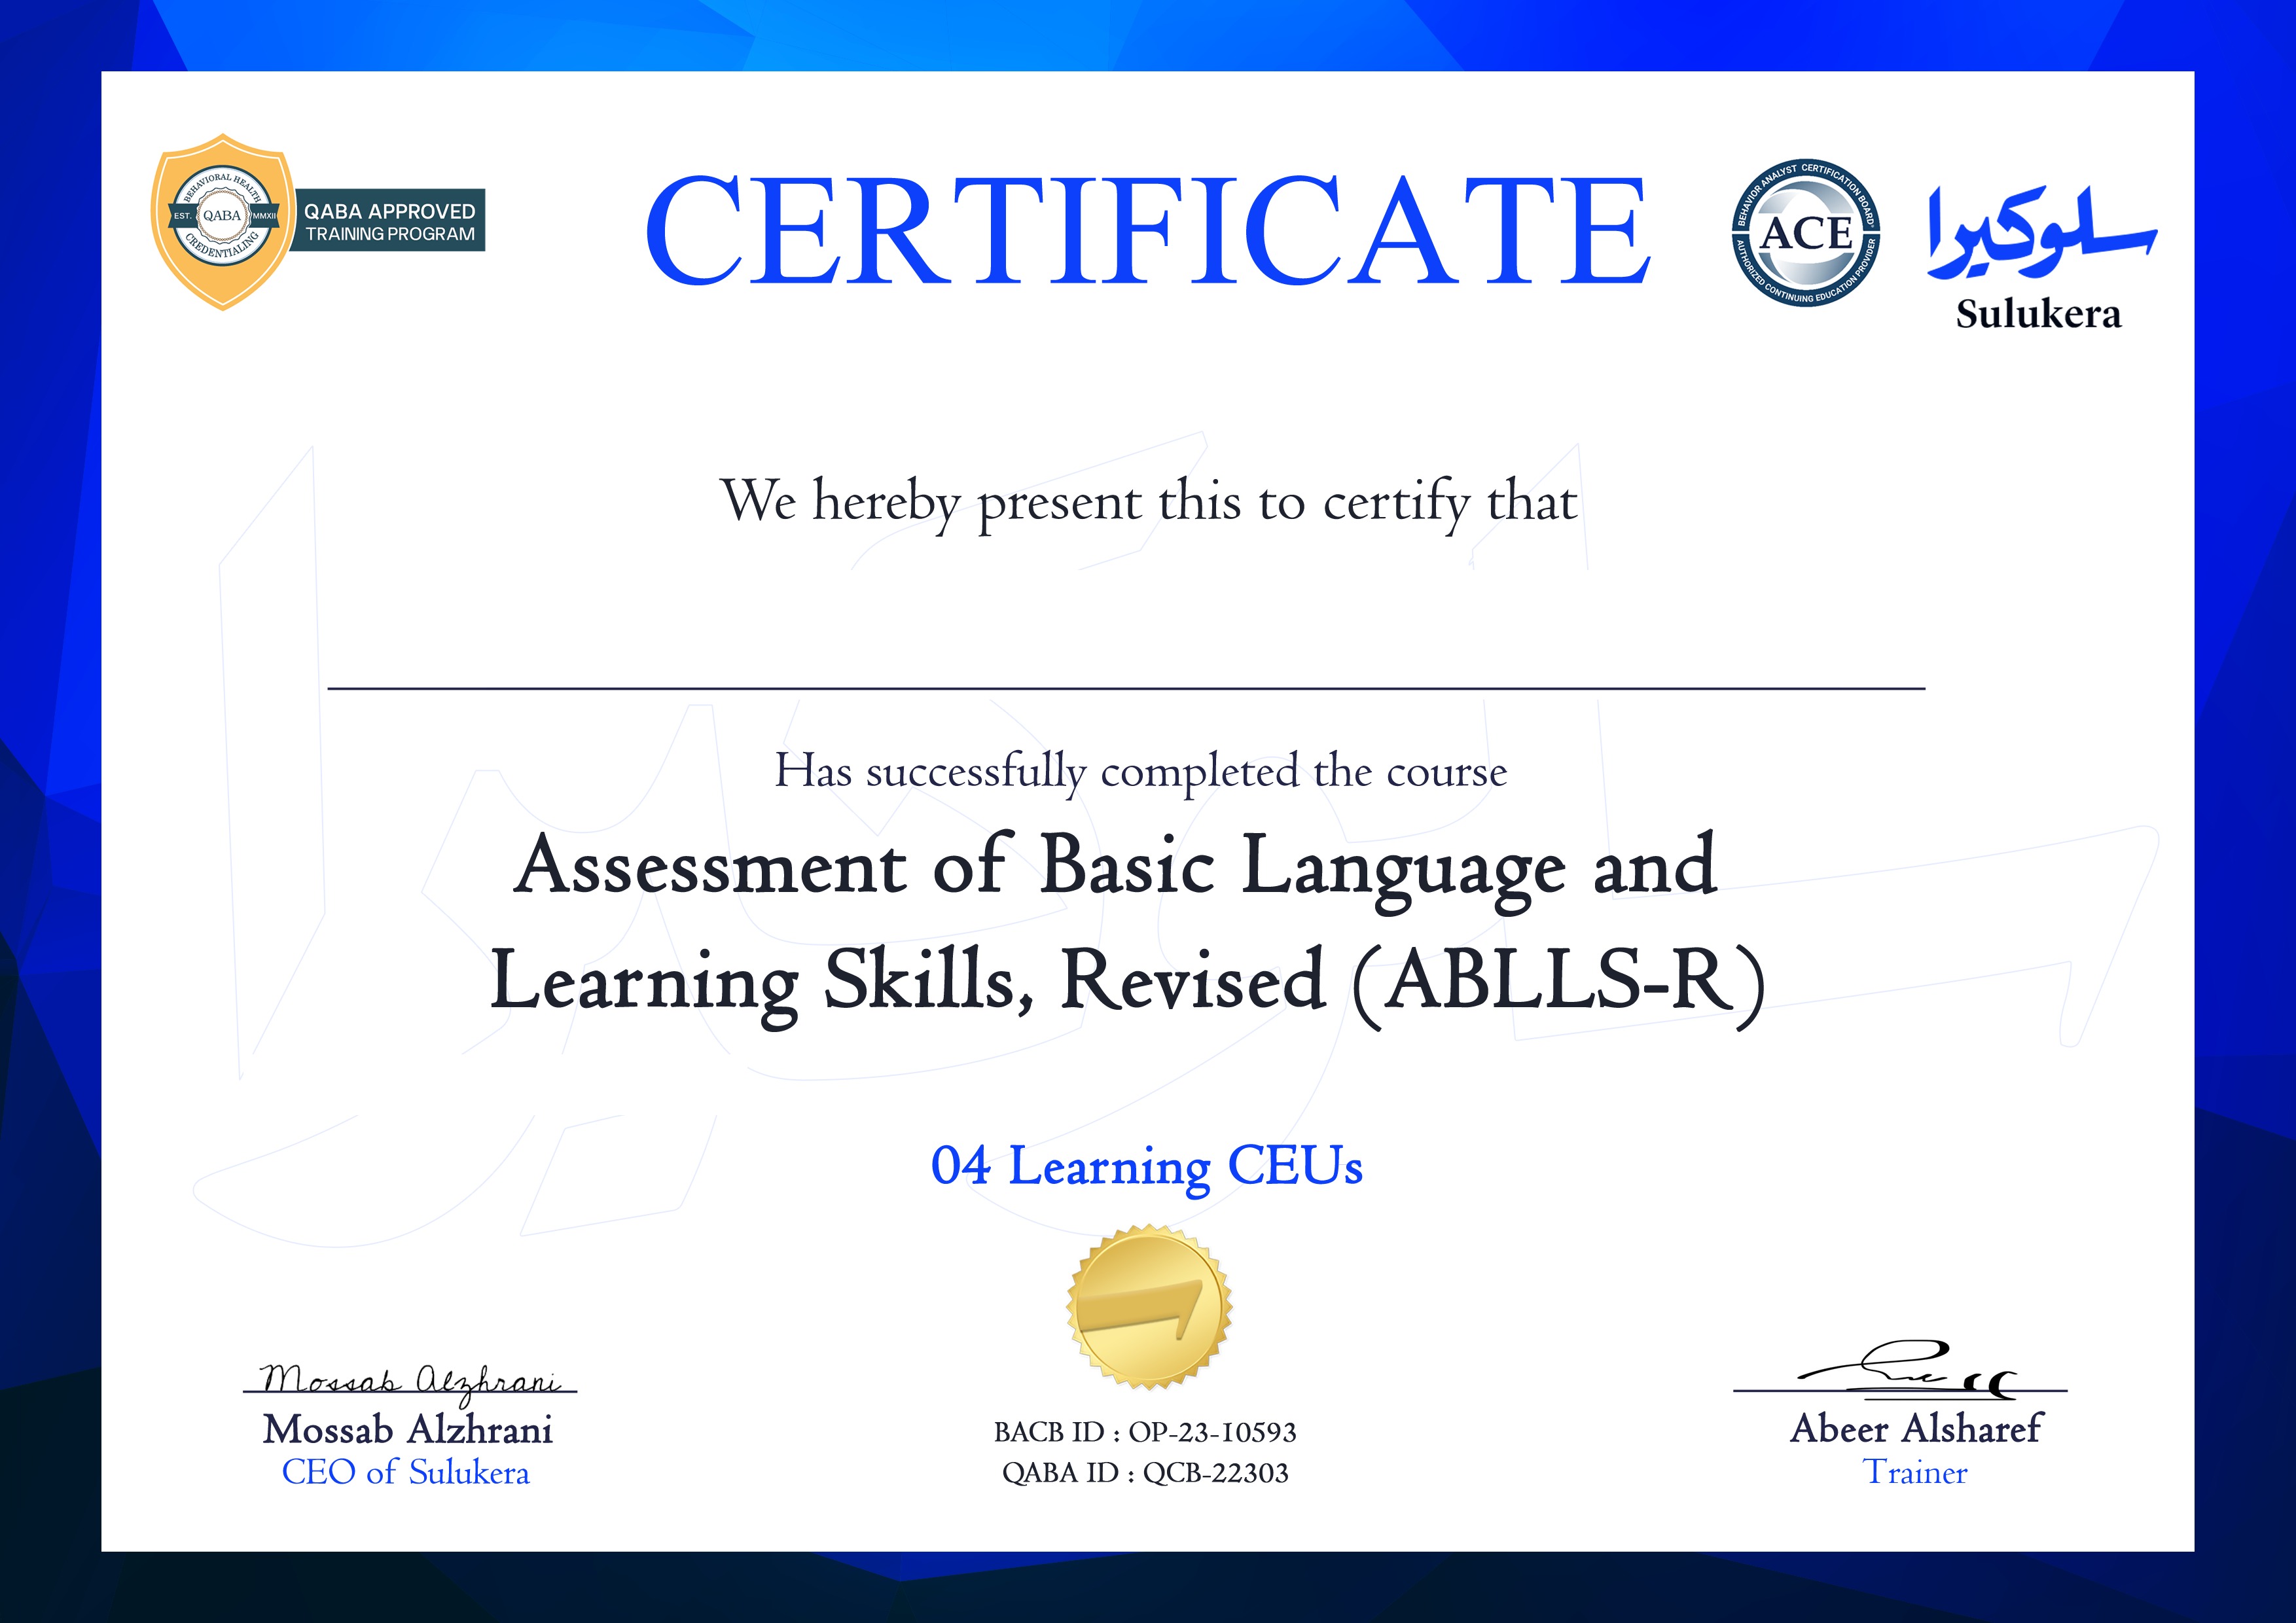 BEHAVIORAL HEALTH
EST. QABA MMXII
CREDENTIALING
QABA APPROVED
TRAINING PROGRAM
CERTIFICATE
BEHAVIOR ANALYST CERTIFICATION BOARD®
ACE
AUTHORIZED CONTINUING EDUCATION PROVIDER
سلوكيرا
Sulukera
We hereby present this to certify that
Has successfully completed the course
Assessment of Basic Language and
Learning Skills, Revised (ABLLS-R)
04 Learning CEUs
Mossab Alzhrani
Mossab Alzhrani
CEO of Sulukera
BACB ID : OP-23-10593
QABA ID : QCB-22303
Abeer Alsharef
Trainer